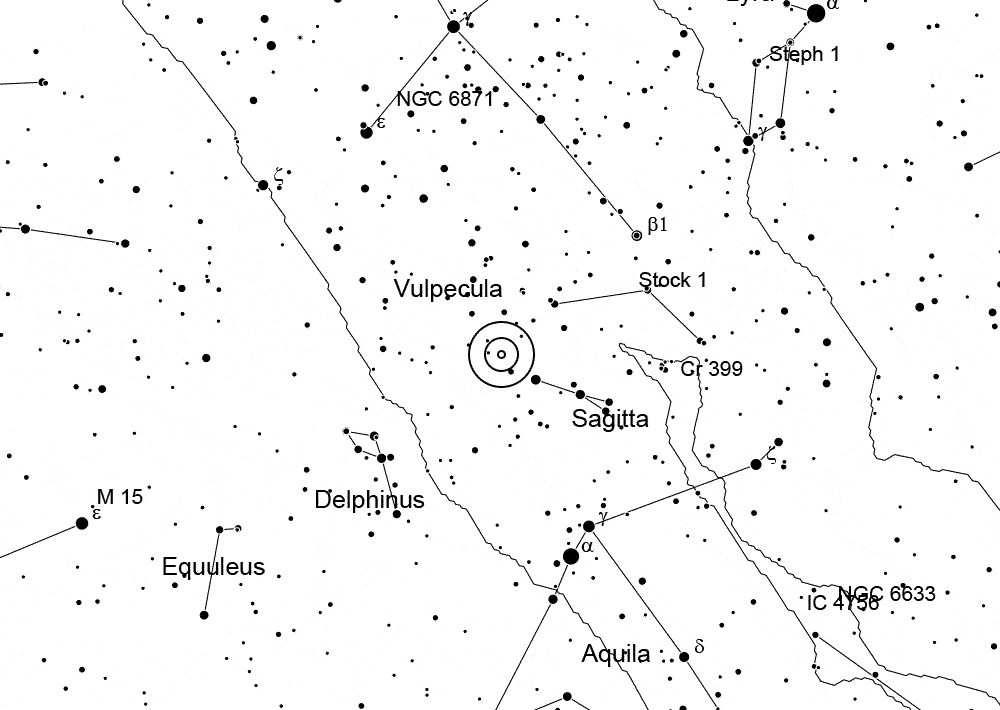 α
γ
Steph 1
NGC 6871
ε
γ
ζ
β1
Stock 1
Vulpecula
Cr 399
Sagitta
ζ
M 15
ε
Delphinus
γ
α
Equuleus
NGC 6633
IC 4756
Aquila
δ